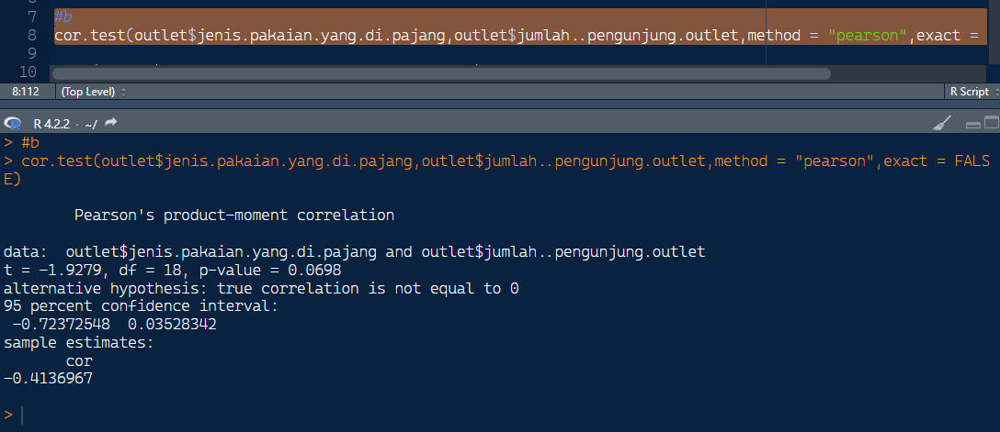 7 #b
8 cor.test(outlet$jenis.pakaian.yang.di.pajang,outlet$jumlah..pengunjung.outlet,method = "pearson",exact =
9
10
8:112 (Top Level) R Script
R 4.2.2 · ~/
> #b
> cor.test(outlet$jenis.pakaian.yang.di.pajang,outlet$jumlah..pengunjung.outlet,method = "pearson",exact = FALS
E)
Pearson's product-moment correlation
data:  outlet$jenis.pakaian.yang.di.pajang and outlet$jumlah..pengunjung.outlet
t = -1.9279, df = 18, p-value = 0.0698
alternative hypothesis: true correlation is not equal to 0
95 percent confidence interval:
-0.72372548  0.03528342
sample estimates:
cor
-0.4136967
>